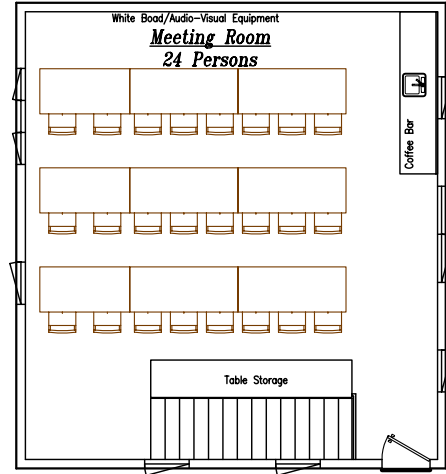 White Boad/Audio-Visual Equipment
Meeting Room
24 Persons
Coffee Bar
Table Storage